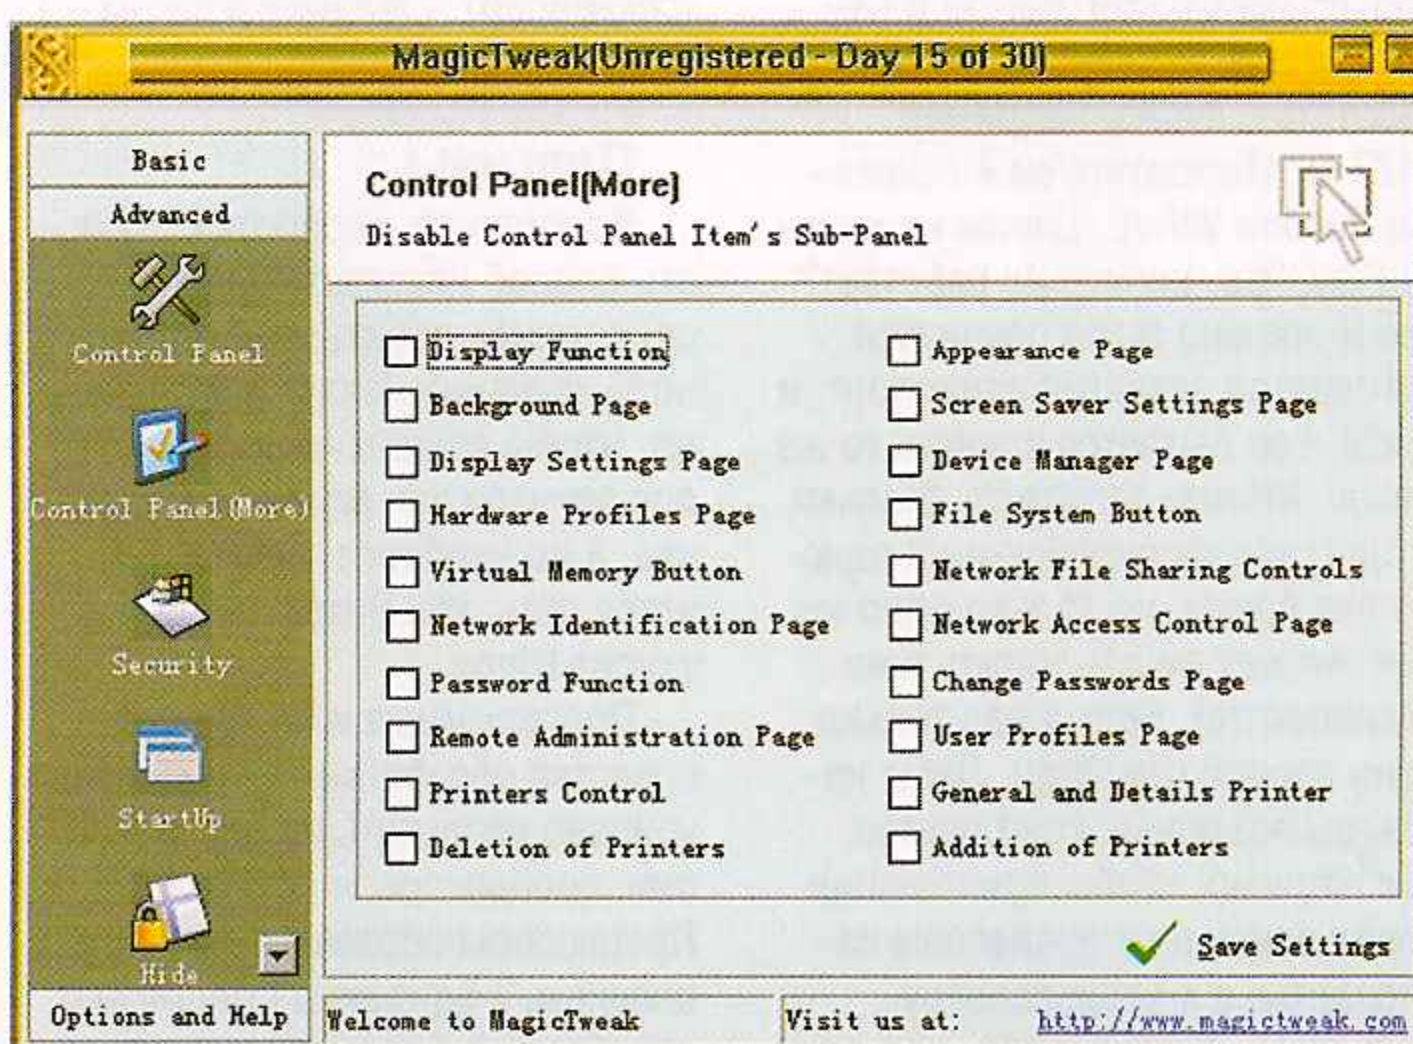 MagicTweak(Unregistered - Day 15 of 30)
Basic
Advanced
Control Panel
Control Panel(More)
Security
StartUp
Hide
Options and Help
Control Panel(More)
Disable Control Panel Item's Sub-Panel
Display Function
Appearance Page
Background Page
Screen Saver Settings Page
Display Settings Page
Device Manager Page
Hardware Profiles Page
File System Button
Virtual Memory Button
Network File Sharing Controls
Network Identification Page
Network Access Control Page
Password Function
Change Passwords Page
Remote Administration Page
User Profiles Page
Printers Control
General and Details Printer
Deletion of Printers
Addition of Printers
Save Settings
Welcome to MagicTweak
Visit us at: http://www.magictweak.com